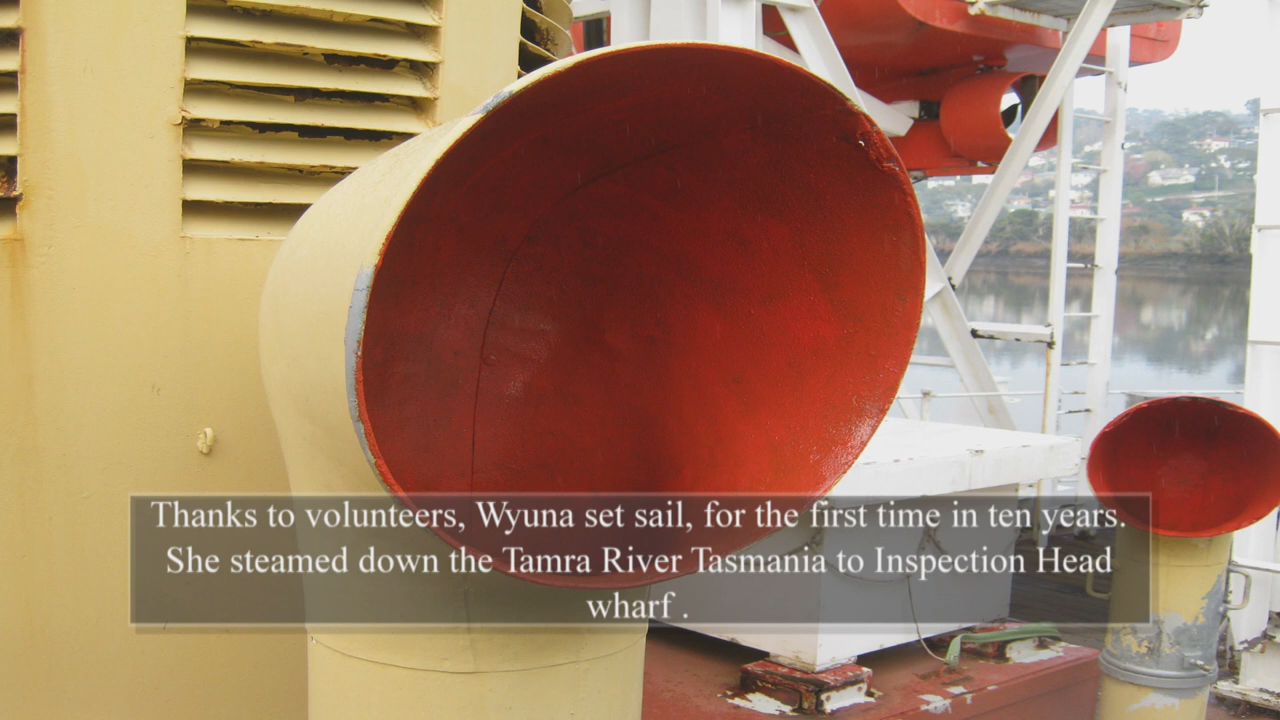 Thanks to volunteers, Wyuna set sail, for the first time in ten years.
She steamed down the Tamra River Tasmania to Inspection Head
wharf .